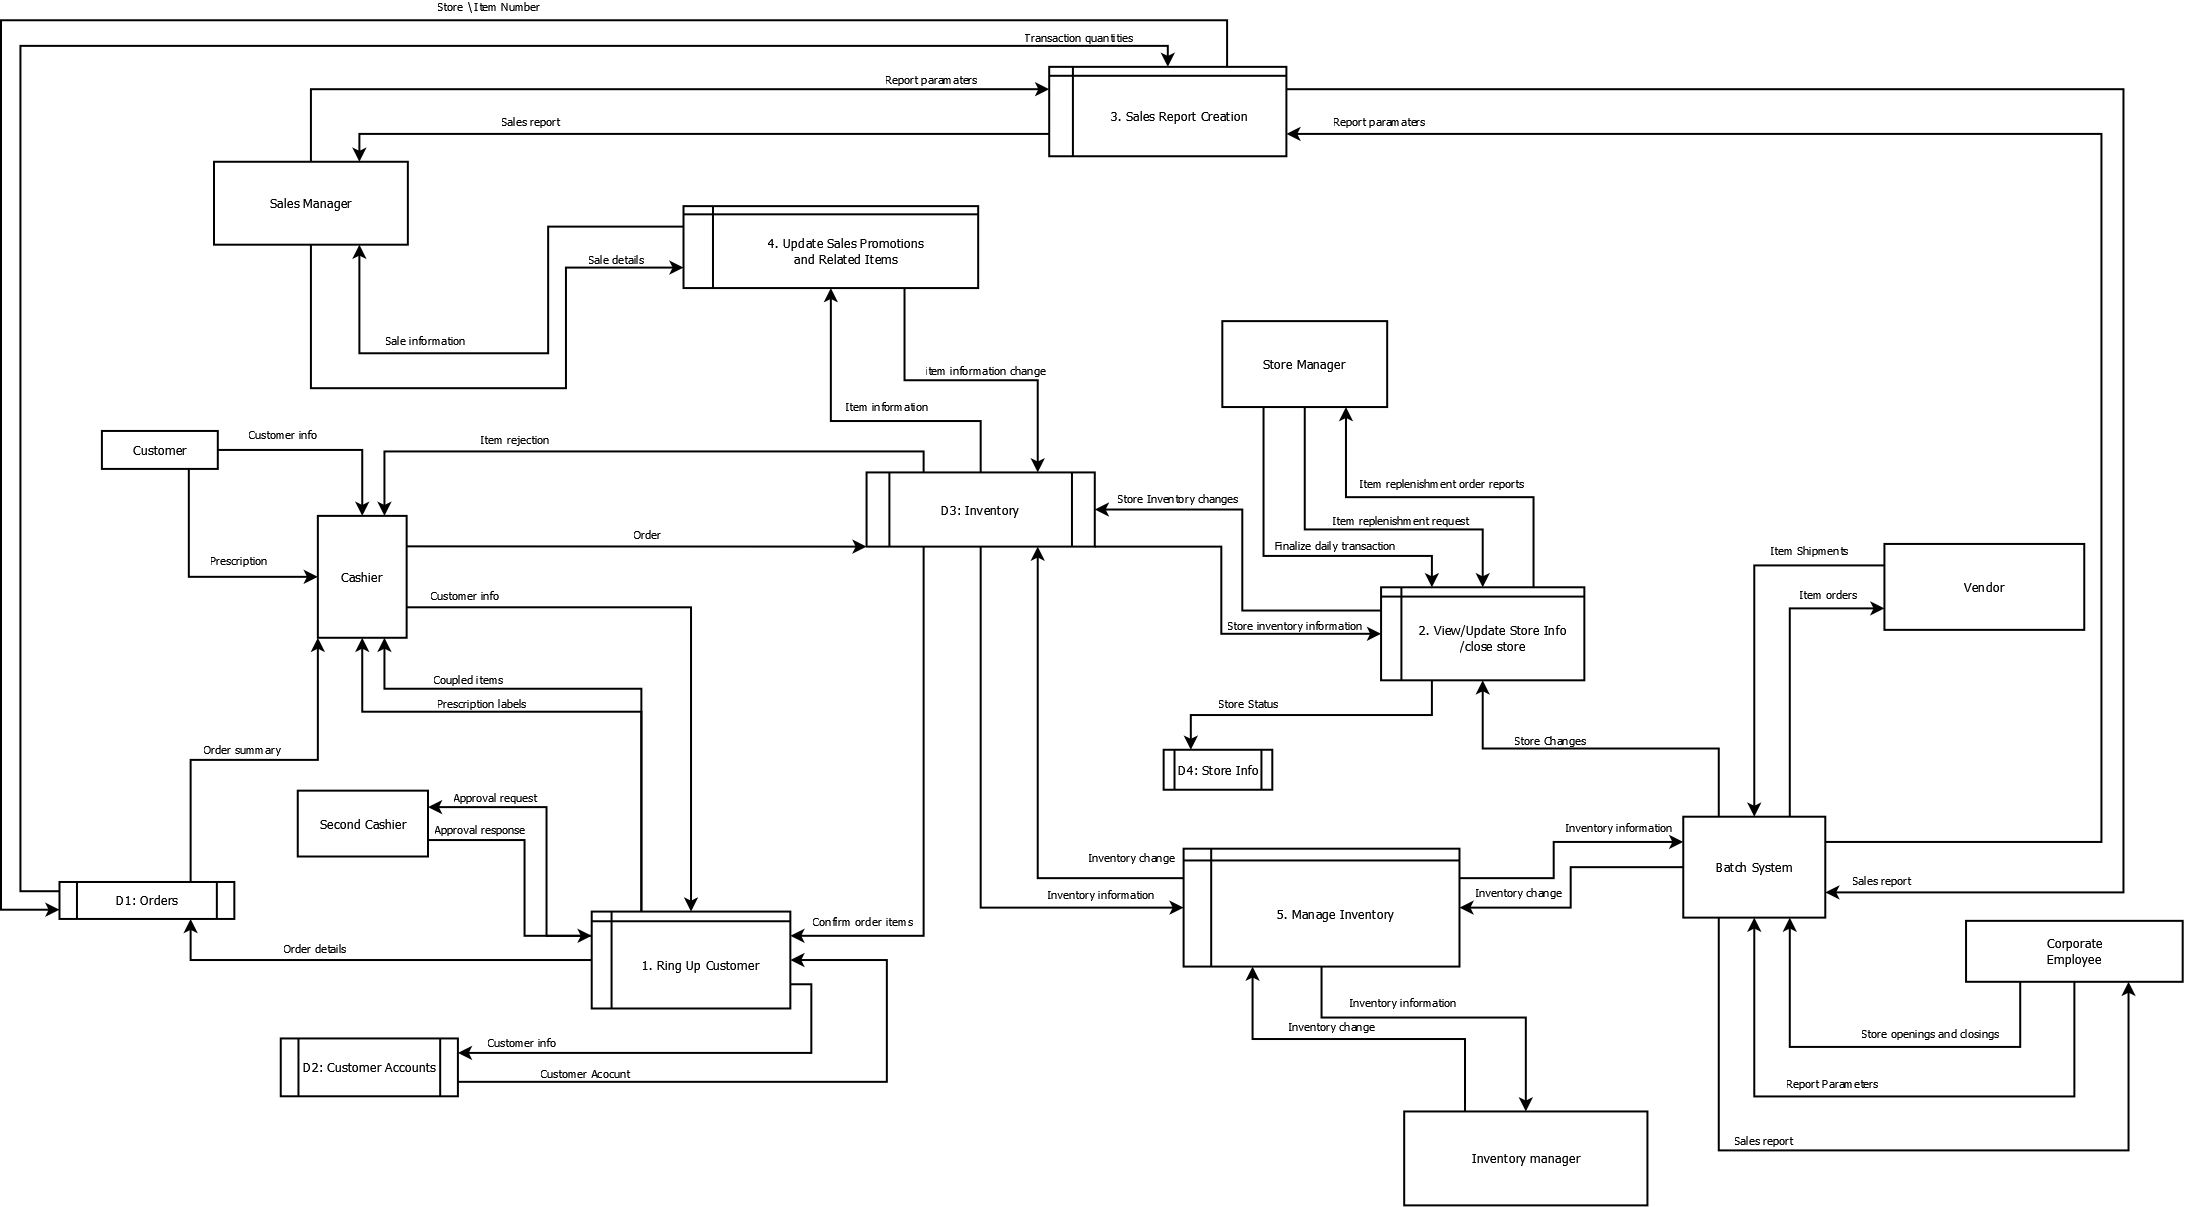 Store \Item Number
Transaction quantities
Report paramaters
3. Sales Report Creation
Sales report
Report paramaters
Sales Manager
4. Update Sales Promotions
and Related Items
Sale details
Sale information
item information change
Store Manager
Item information
Customer info
Item rejection
Customer
Item replenishment order reports
Store Inventory changes
D3: Inventory
Item replenishment request
Order
Finalize daily transaction
Item Shipments
Prescription
Cashier
Vendor
Customer info
Item orders
Store inventory information
2. View/Update Store Info
/close store
Coupled items
Prescription labels
Store Status
Order summary
Store Changes
D4: Store Info
Approval request
Second Cashier
Approval response
Inventory information
Inventory change
Batch System
Sales report
Inventory information
Inventory change
D1: Orders
5. Manage Inventory
Confirm order items
Order details
1. Ring Up Customer
Corporate
Employee
Inventory information
Inventory change
Store openings and closings
Customer info
D2: Customer Accounts
Customer Acocunt
Report Parameters
Sales report
Inventory manager